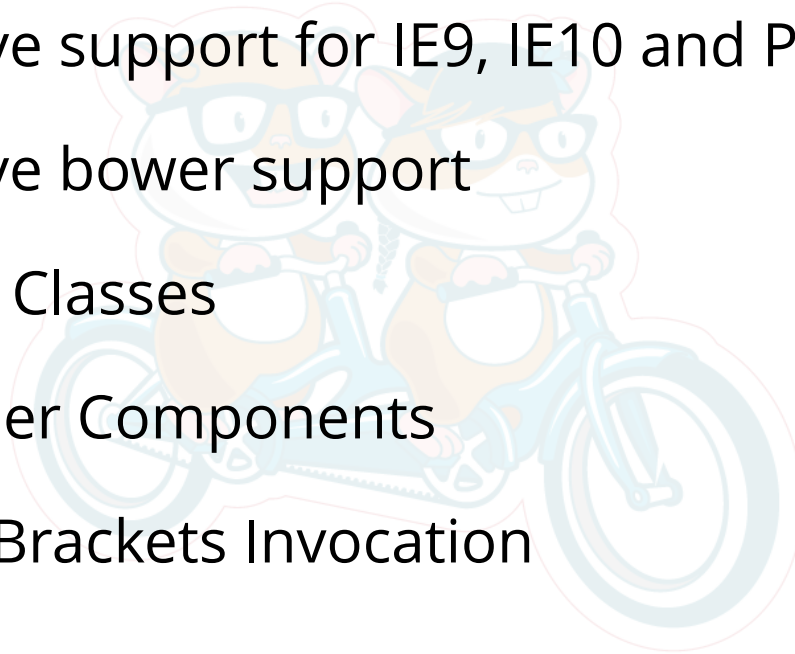 ve support for IE9, IE10 and P
ve bower support
Classes
er Components
Brackets Invocation